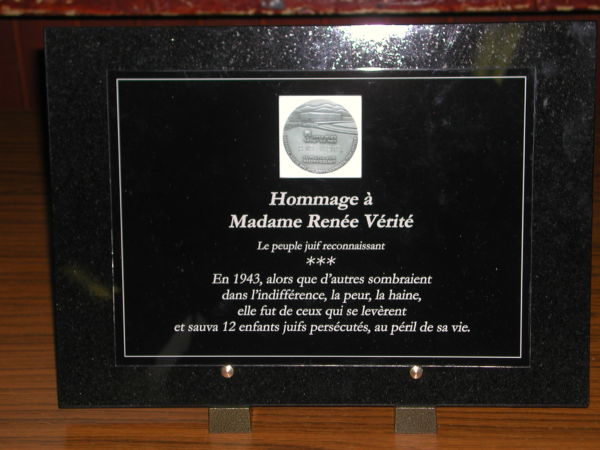 Hommage à
Madame Renée Vérité
Le peuple juif reconnaissant
***
En 1943, alors que d'autres sombraient
dans l'indifférence, la peur, la haine,
elle fut de ceux qui se levèrent
et sauva 12 enfants juifs persécutés, au péril de sa vie.